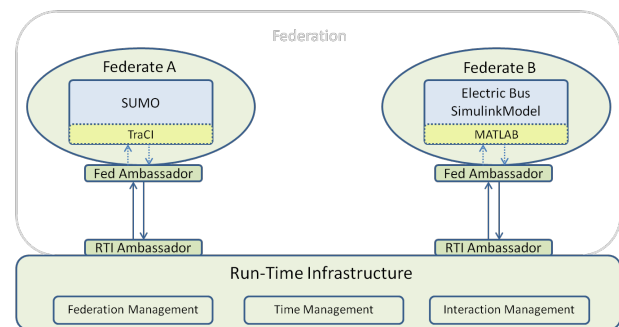 Federation
Federate A
Federate B
SUMO
Electric Bus
SimulinkModel
TraCI
MATLAB
Fed Ambassador
Fed Ambassador
RTI Ambassador
RTI Ambassador
Run-Time Infrastructure
Federation Management
Time Management
Interaction Management